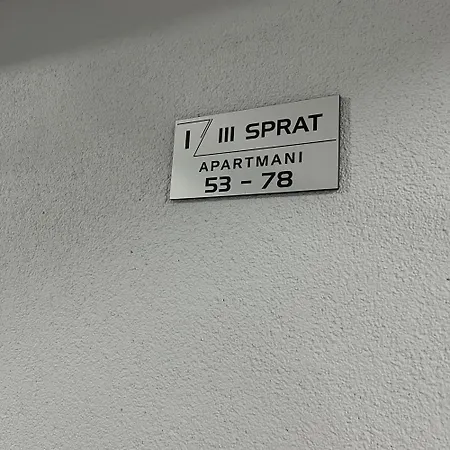 I III SPRAT
APARTMANI
53 - 78